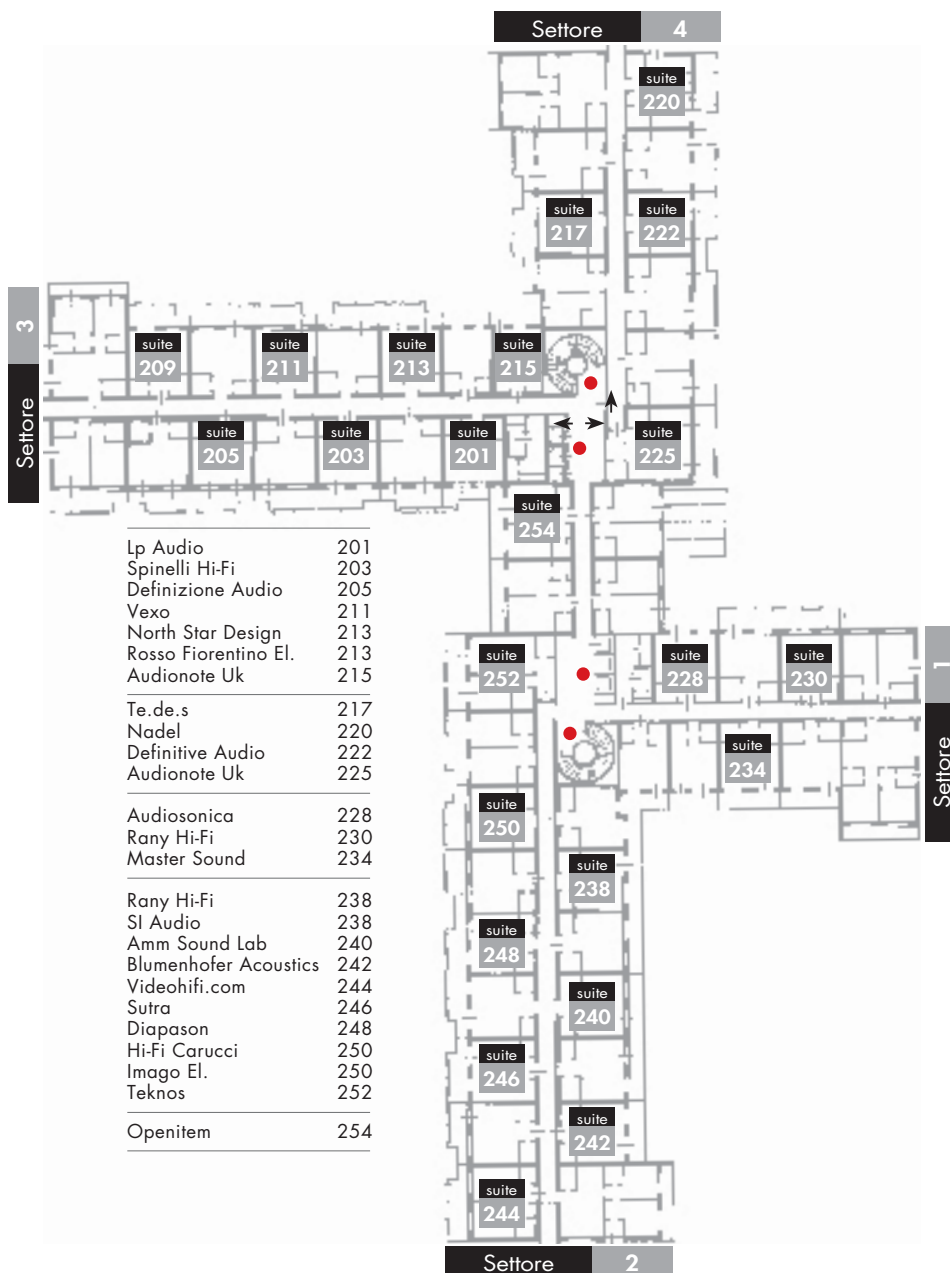 Settore 4
suite
220
suite
217
suite
222
3
Settore
suite
209
suite
211
suite
213
suite
215
suite
205
suite
203
suite
201
suite
225
suite
254
Lp Audio 201
Spinelli Hi-Fi 203
Definizione Audio 205
Vexo 211
North Star Design 213
Rosso Fiorentino El. 213
Audionote Uk 215
Te.de.s 217
Nadel 220
Definitive Audio 222
Audionote Uk 225
Audiosonica 228
Rany Hi-Fi 230
Master Sound 234
Rany Hi-Fi 238
SI Audio 238
Amm Sound Lab 240
Blumenhofer Acoustics 242
Videohifi.com 244
Sutra 246
Diapason 248
Hi-Fi Carucci 250
Imago El. 250
Teknos 252
Openitem 254
suite
252
suite
228
suite
230
1
Settore
suite
234
suite
250
suite
238
suite
248
suite
240
suite
246
suite
242
suite
244
Settore 2